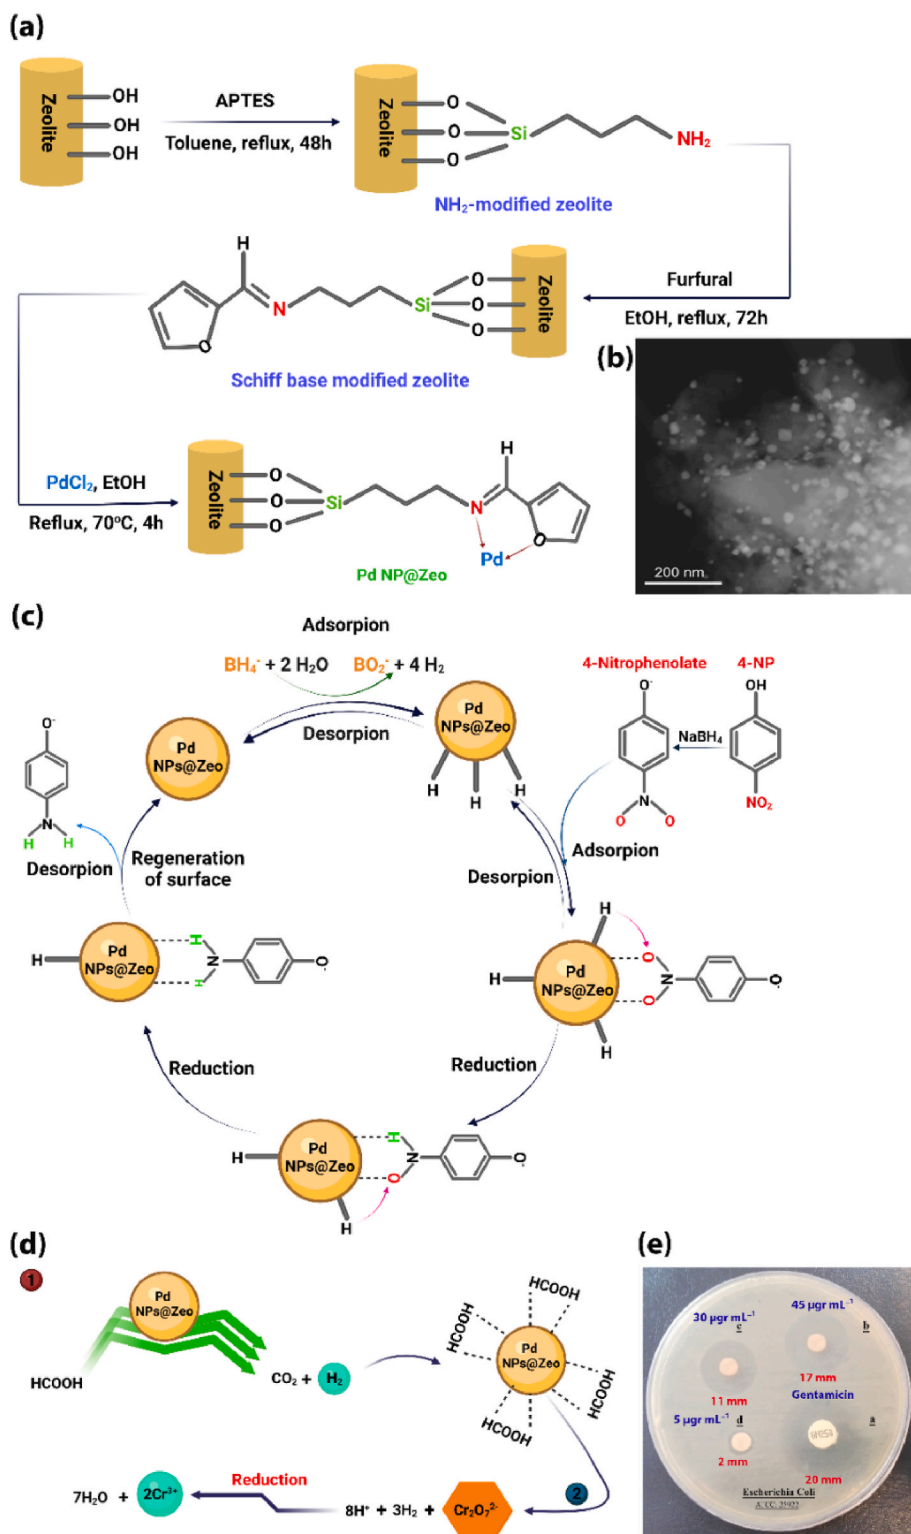 (a)
Zeolite
OH
OH
OH
APTES
Toluene, reflux, 48h
Zeolite
O
O
O
Si
NH₂
NH₂-modified zeolite
H
N
O
Si
O
O
O
Zeolite
Furfural
EtOH, reflux, 72h
Schiff base modified zeolite
(b)
200 nm
PdCl₂, EtOH
Reflux, 70ºC, 4h
Zeolite
O
O
O
Si
N
H
O
Pd
Pd NP@Zeo
(c)
Adsorpion
BH₄⁻ + 2 H₂O BO₂⁻ + 4 H₂
Desorpion
Pd
NPs@Zeo
Pd
NPs@Zeo
H
H
H
4-Nitrophenolate
4-NP
O⁻
OH
NaBH₄
N
O
O
NO₂
Adsorpion
Desorpion
O⁻
N
H
H
Desorpion
Regeneration
of surface
H
Pd
NPs@Zeo
H
H
N
O⁻
H
H
H
Pd
NPs@Zeo
O
O
N
O⁻
Reduction
Reduction
H
H
Pd
NPs@Zeo
H
O
N
O⁻
(d)
1
Pd
NPs@Zeo
HCOOH
CO₂ + H₂
HCOOH
HCOOH
HCOOH
HCOOH
HCOOH
Pd
NPs@Zeo
2
7H₂O + 2Cr³⁺
Reduction
8H⁺ + 3H₂ + Cr₂O₇²⁻
(e)
30 µgr mL⁻¹
c
11 mm
45 µgr mL⁻¹
b
17 mm
Gentamicin
a
20 mm
5 µgr mL⁻¹
d
2 mm
Escherichia Coli
ATCC: 25922